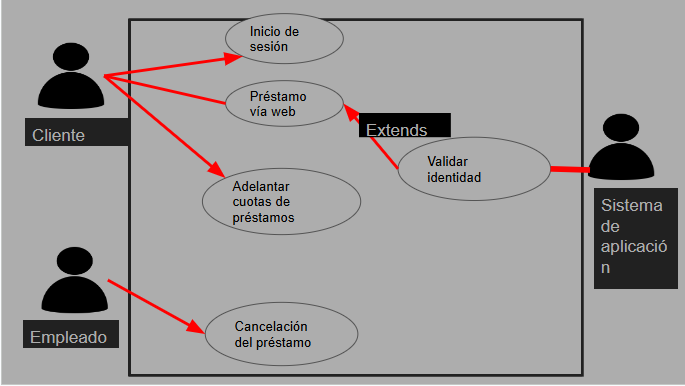 Inicio de
sesión
Préstamo
vía web
Extends
Cliente
Validar
identidad
Adelantar
cuotas de
préstamos
Sistema
de
aplicació
n
Empleado
Cancelación
del préstamo